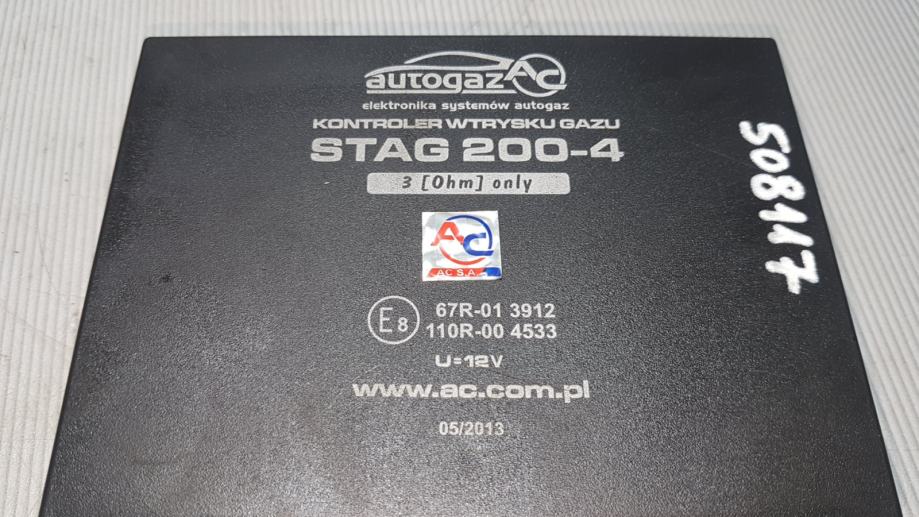 autogaz AC
elektronika systemów autogaz
KONTROLER WTRYSKU GAZU
STAG 200-4
3 [Ohm] only
AC
AC S.A.
E8
67R-01 3912
110R-00 4533
U=12V
www.ac.com.pl
05/2013
508117